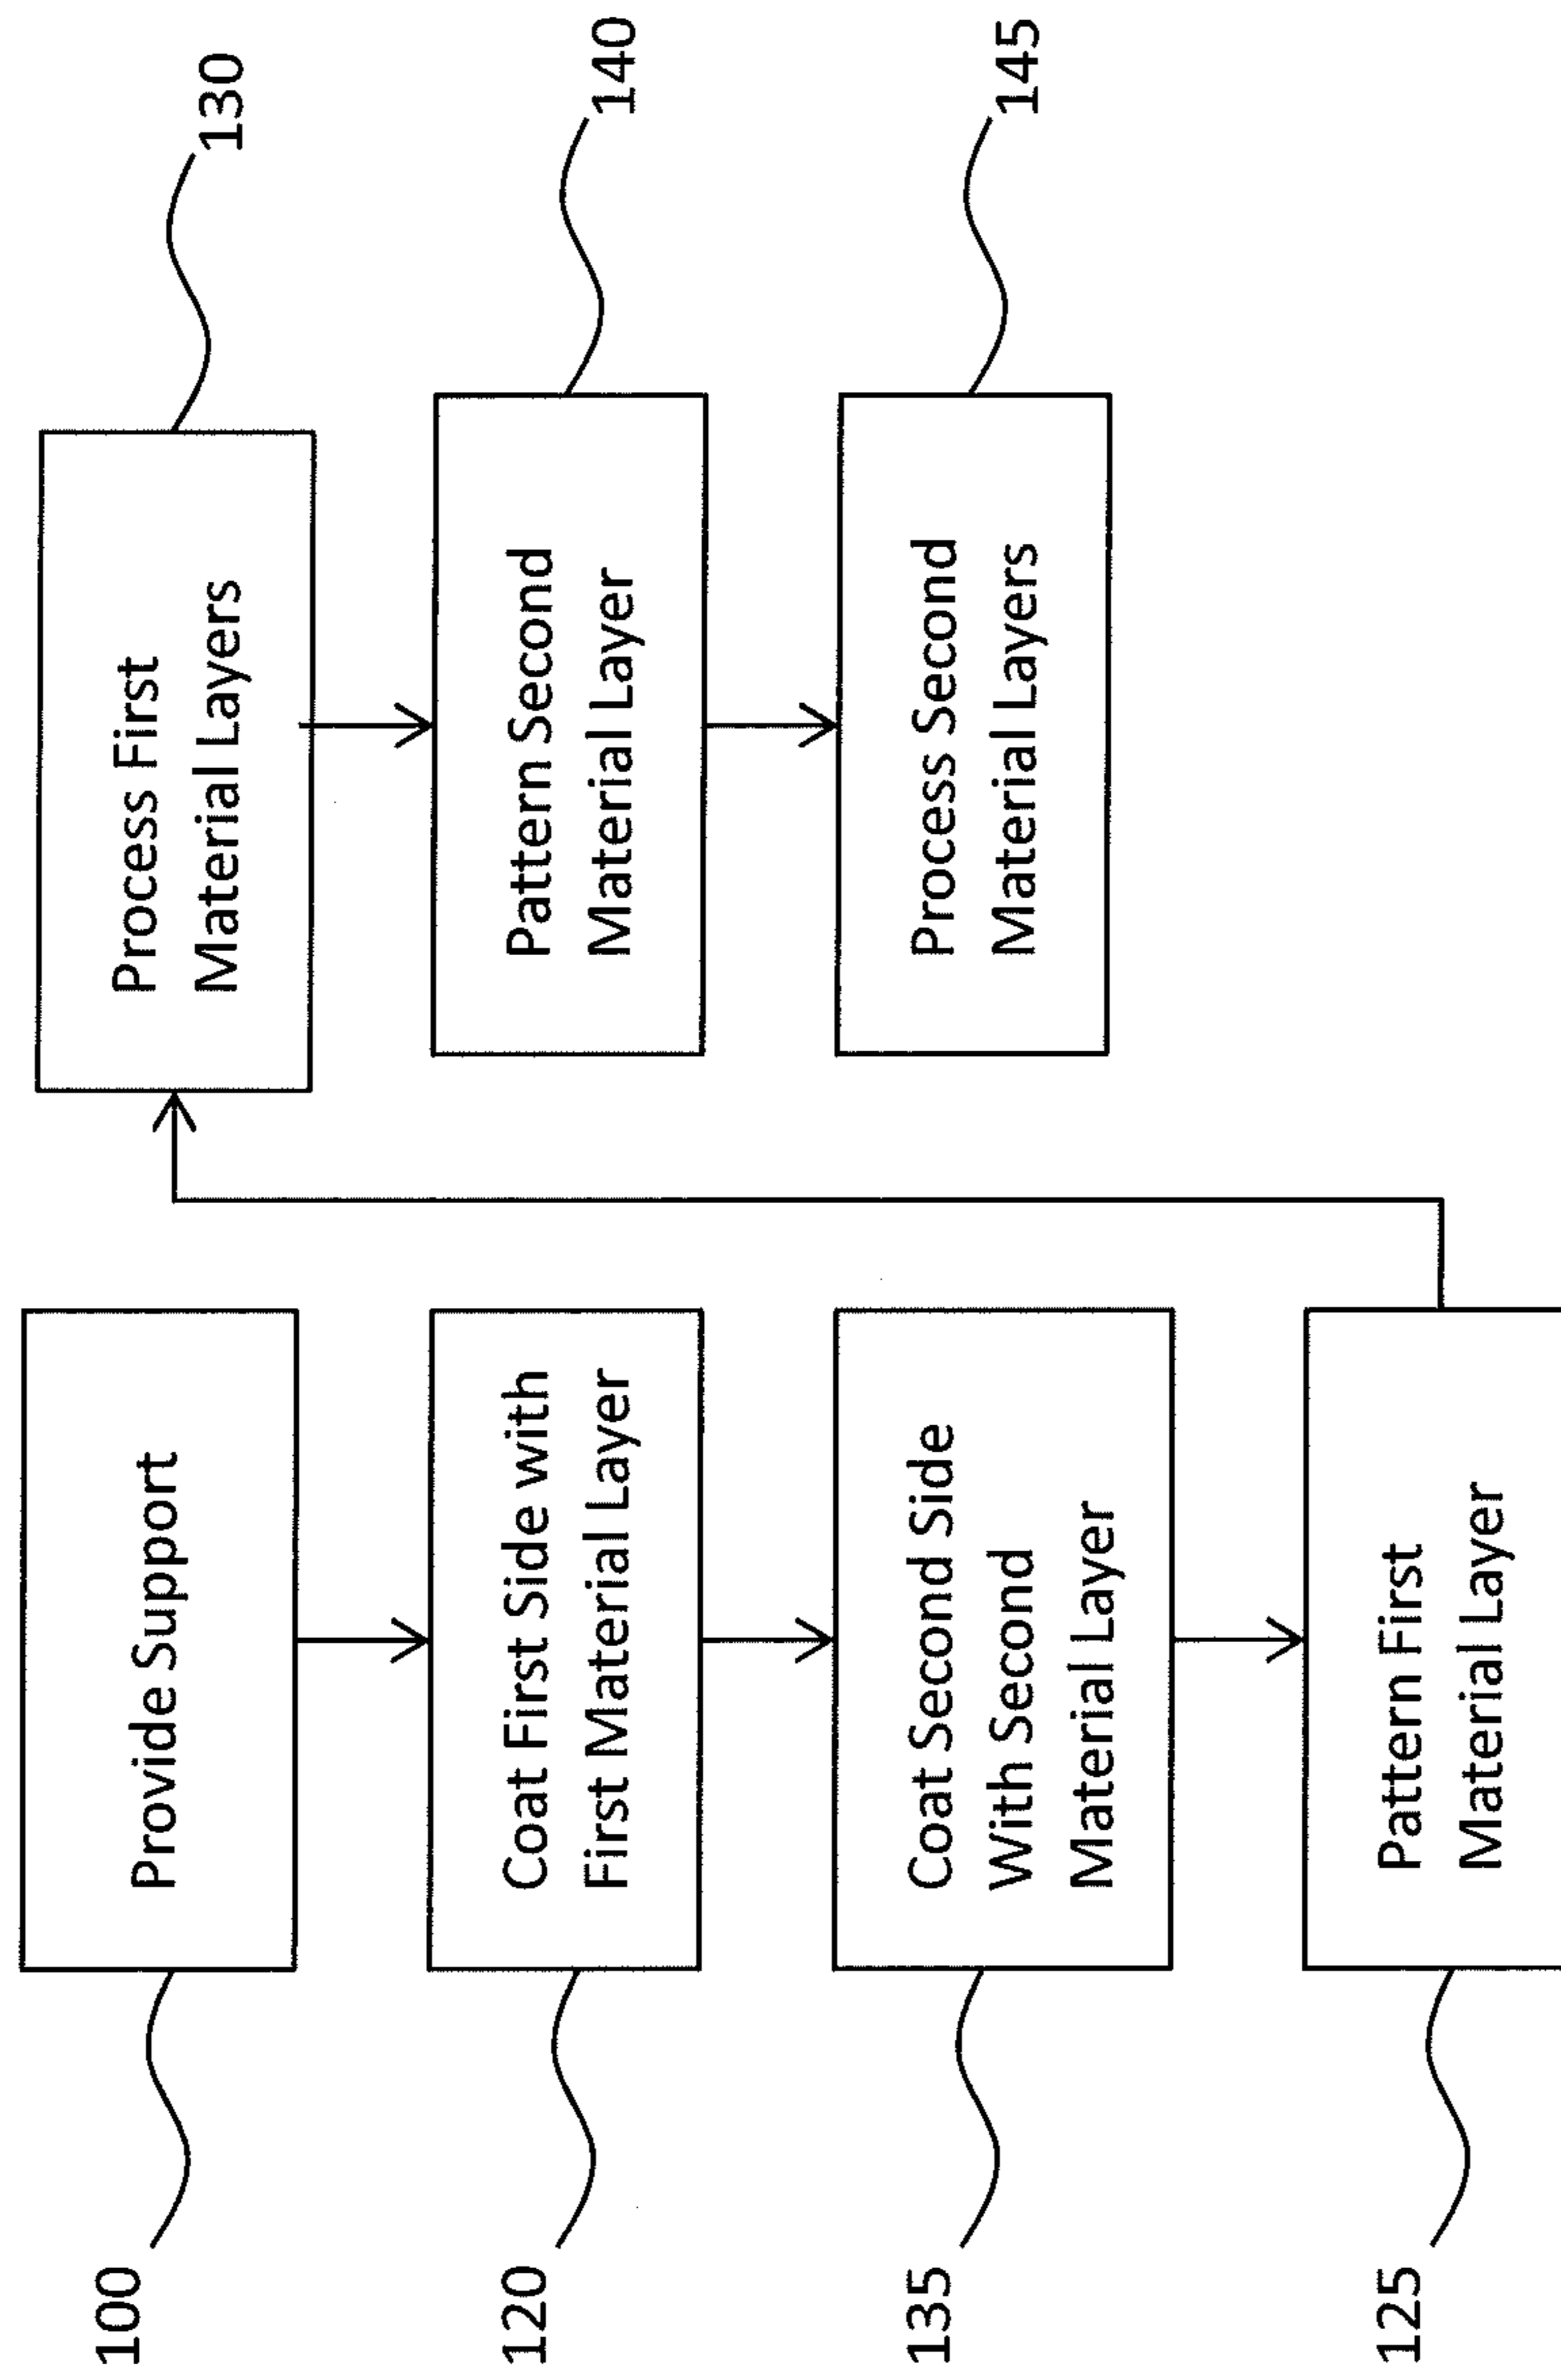 100
Provide Support
120
Coat First Side with
First Material Layer
135
Coat Second Side
With Second
Material Layer
125
Pattern First
Material Layer
130
Process First
Material Layers
140
Pattern Second
Material Layer
145
Process Second
Material Layers